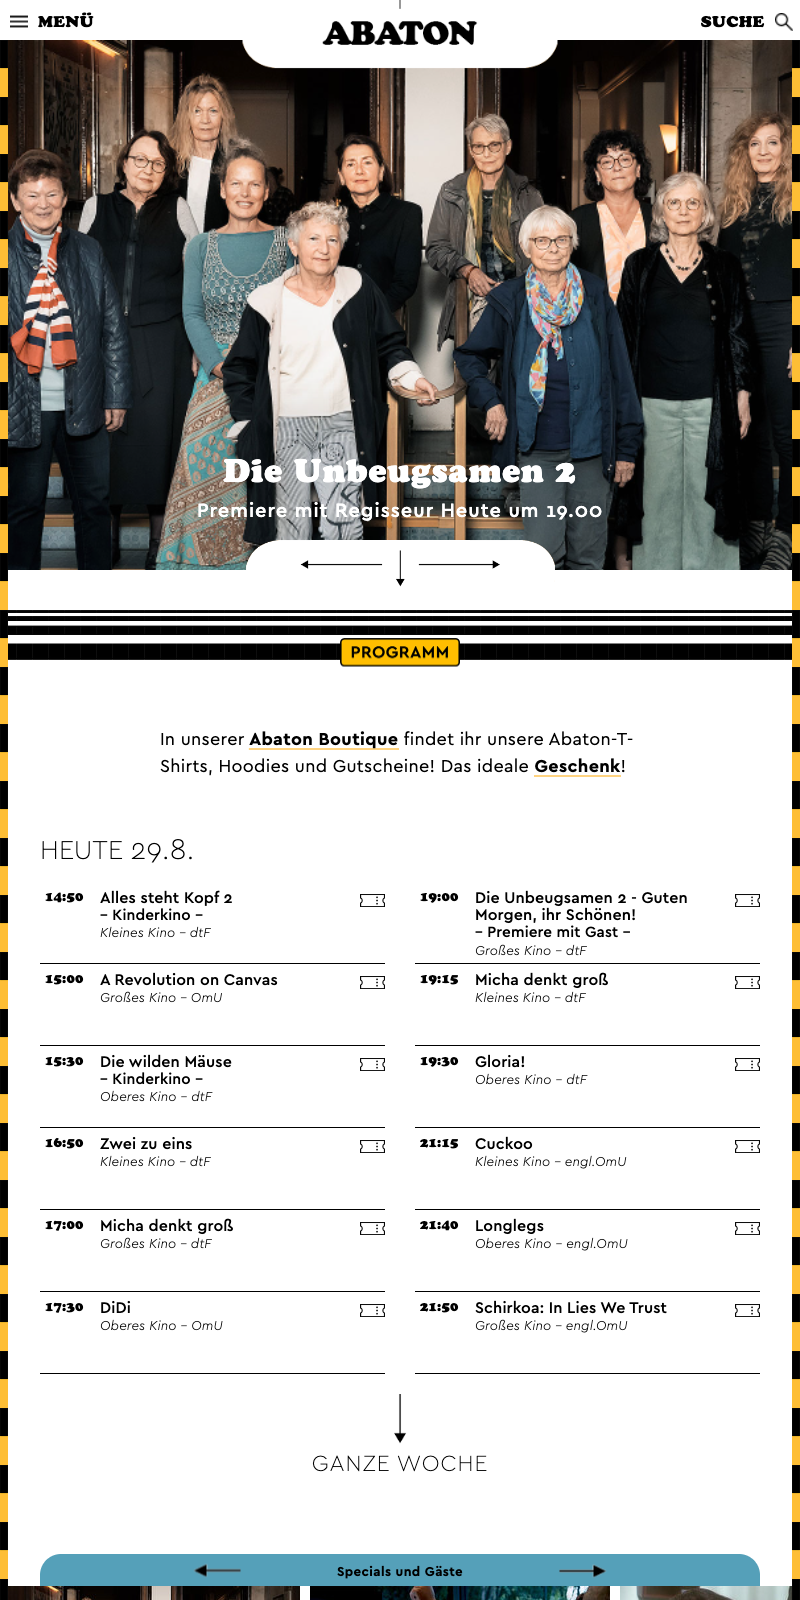 MENÜ
ABATON
SUCHE
Die Unbeugsamen 2
Premiere mit Regisseur Heute um 19.00
PROGRAMM
In unserer Abaton Boutique findet ihr unsere Abaton-T-
Shirts, Hoodies und Gutscheine! Das ideale Geschenk!
HEUTE 29.8.
14:50 Alles steht Kopf 2
– Kinderkino –
Kleines Kino – dtF
15:00 A Revolution on Canvas
Großes Kino – OmU
15:30 Die wilden Mäuse
– Kinderkino –
Oberes Kino – dtF
16:50 Zwei zu eins
Kleines Kino – dtF
17:00 Micha denkt groß
Großes Kino – dtF
17:30 DiDi
Oberes Kino – OmU
19:00 Die Unbeugsamen 2 - Guten
Morgen, ihr Schönen!
– Premiere mit Gast –
Großes Kino – dtF
19:15 Micha denkt groß
Kleines Kino – dtF
19:30 Gloria!
Oberes Kino – dtF
21:15 Cuckoo
Kleines Kino – engl.OmU
21:40 Longlegs
Oberes Kino – engl.OmU
21:50 Schirkoa: In Lies We Trust
Großes Kino – engl.OmU
GANZE WOCHE
Specials und Gäste